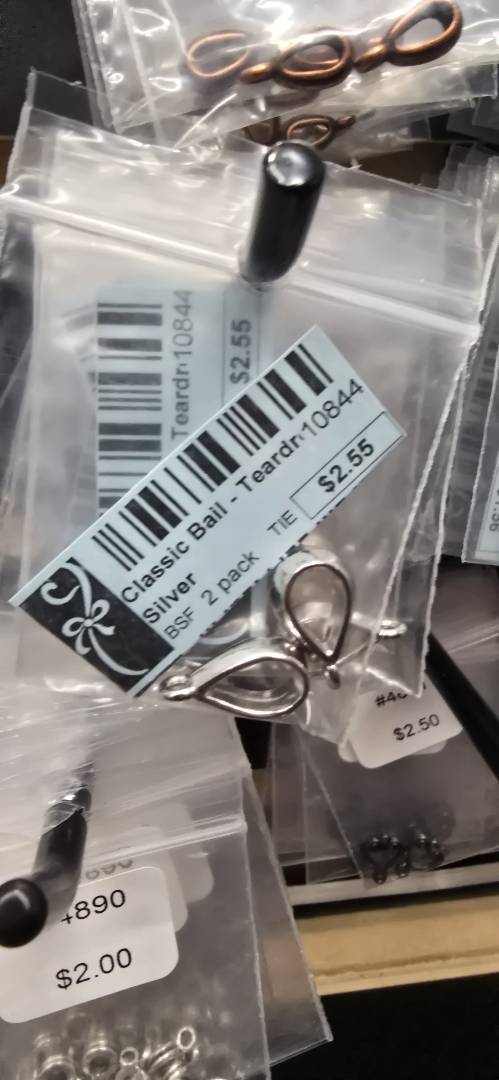 Teardr 10844
$2.55
Classic Bail - Teardr 10844
Silver
BSF 2 pack TIE $2.55
$2.50
890
4890
$2.00